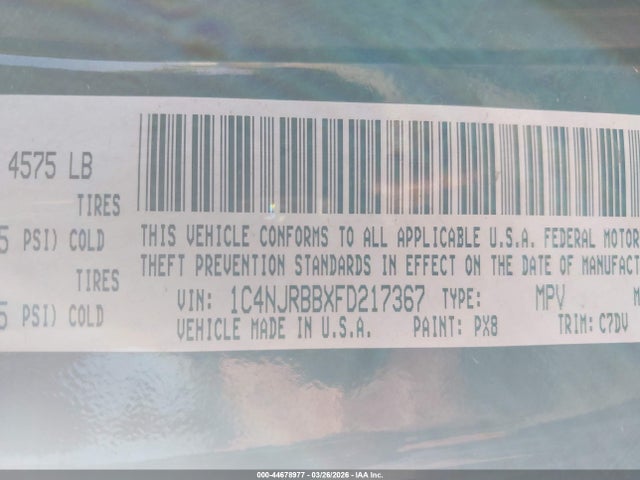 4575 LB
TIRES
5 PSI) COLD
TIRES
5 PSI) COLD
THIS VEHICLE CONFORMS TO ALL APPLICABLE U.S.A. FEDERAL MOTOR
THEFT PREVENTION STANDARDS IN EFFECT ON THE DATE OF MANUFACT
VIN: 1C4NJRBBXFD217367 TYPE: MPV M
VEHICLE MADE IN U.S.A. PAINT: PX8 TRIM: C7DV
000-44678977 - 03/26/2026 - IAA Inc.